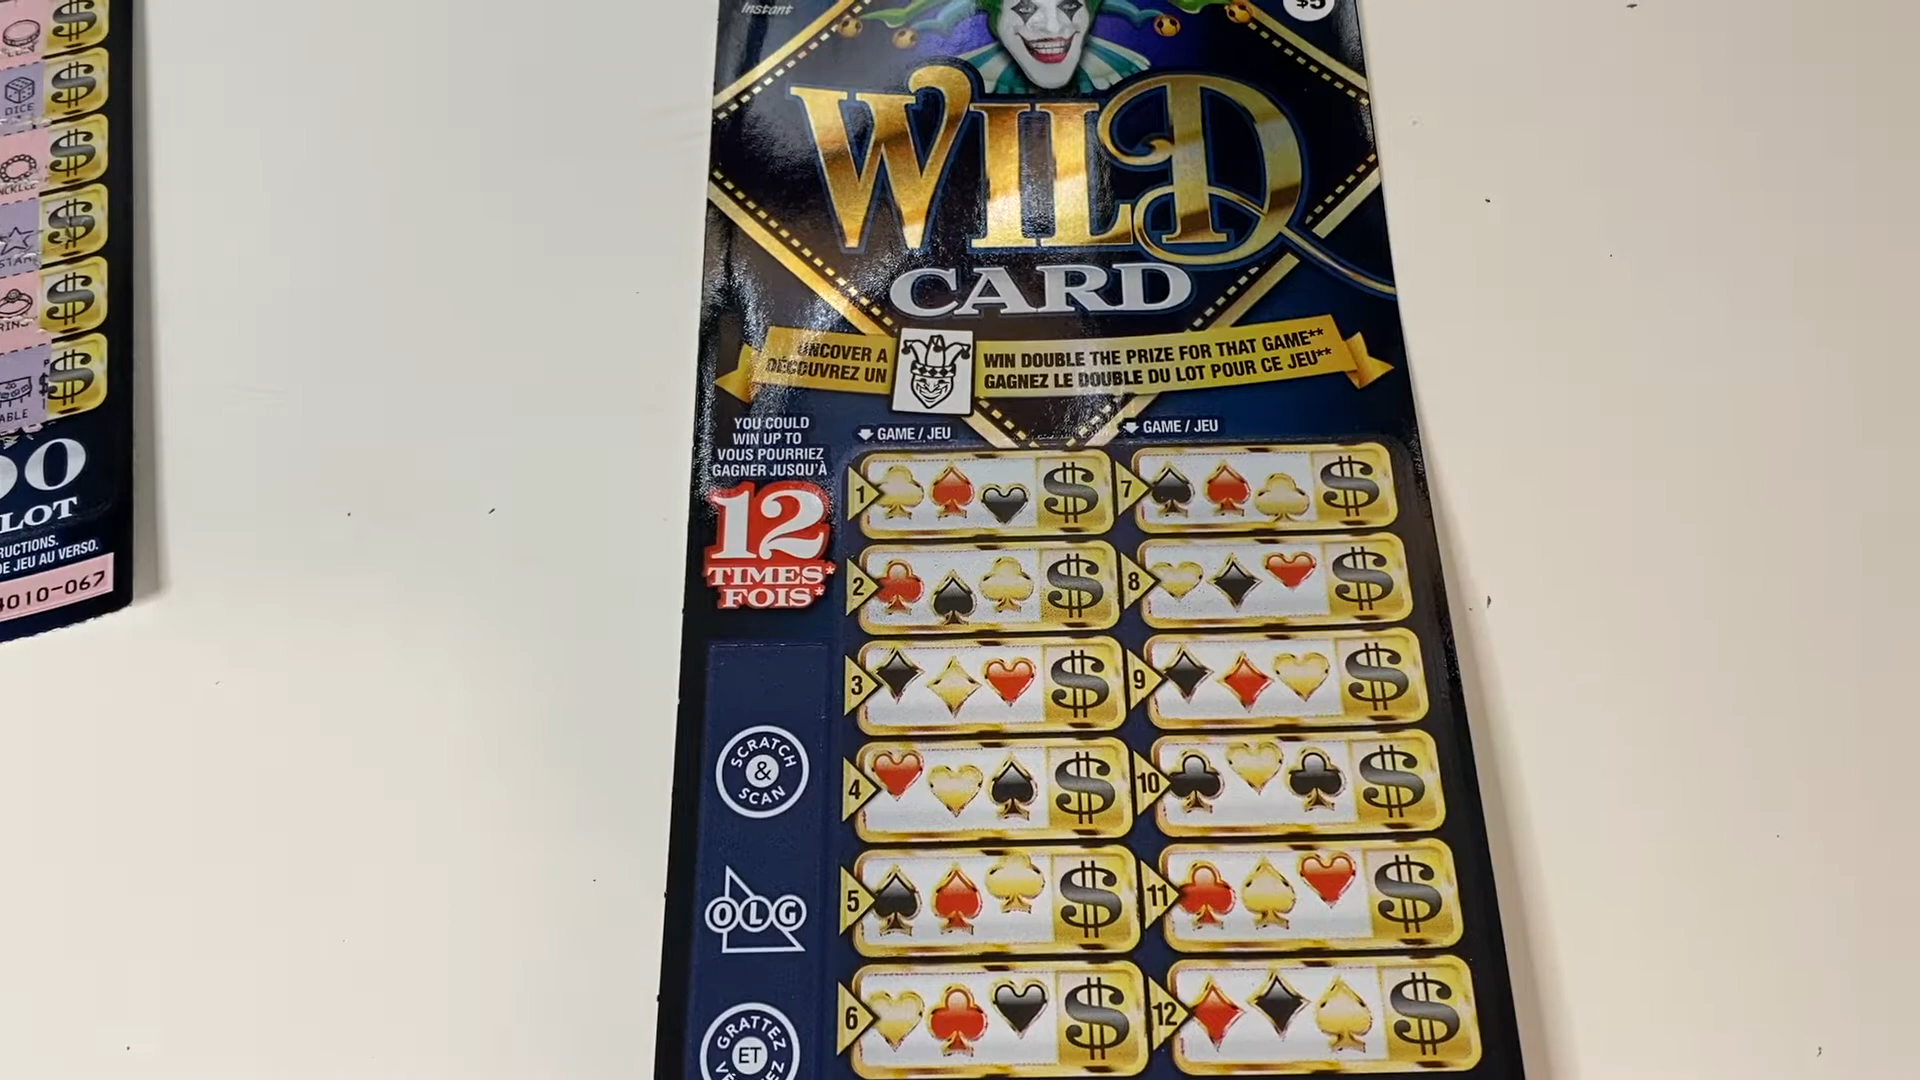 DICE
STAR
RING
ABLE
00
LOT
RUCTIONS.
DE JEU AU VERSO.
4010-067
Instant
$5
WILD
CARD
UNCOVER A
DÉCOUVREZ UN
WIN DOUBLE THE PRIZE FOR THAT GAME**
GAGNEZ LE DOUBLE DU LOT POUR CE JEU**
YOU COULD
WIN UP TO
VOUS POURRIEZ
GAGNER JUSQU'À
12
TIMES*
FOIS*
SCRATCH
&
SCAN
OLG
GRATTEZ
ET
GAME / JEU
1 $
2 $
3 $
4 $
5 $
6 $
GAME / JEU
7 $
8 $
9 $
10 $
11 $
12 $